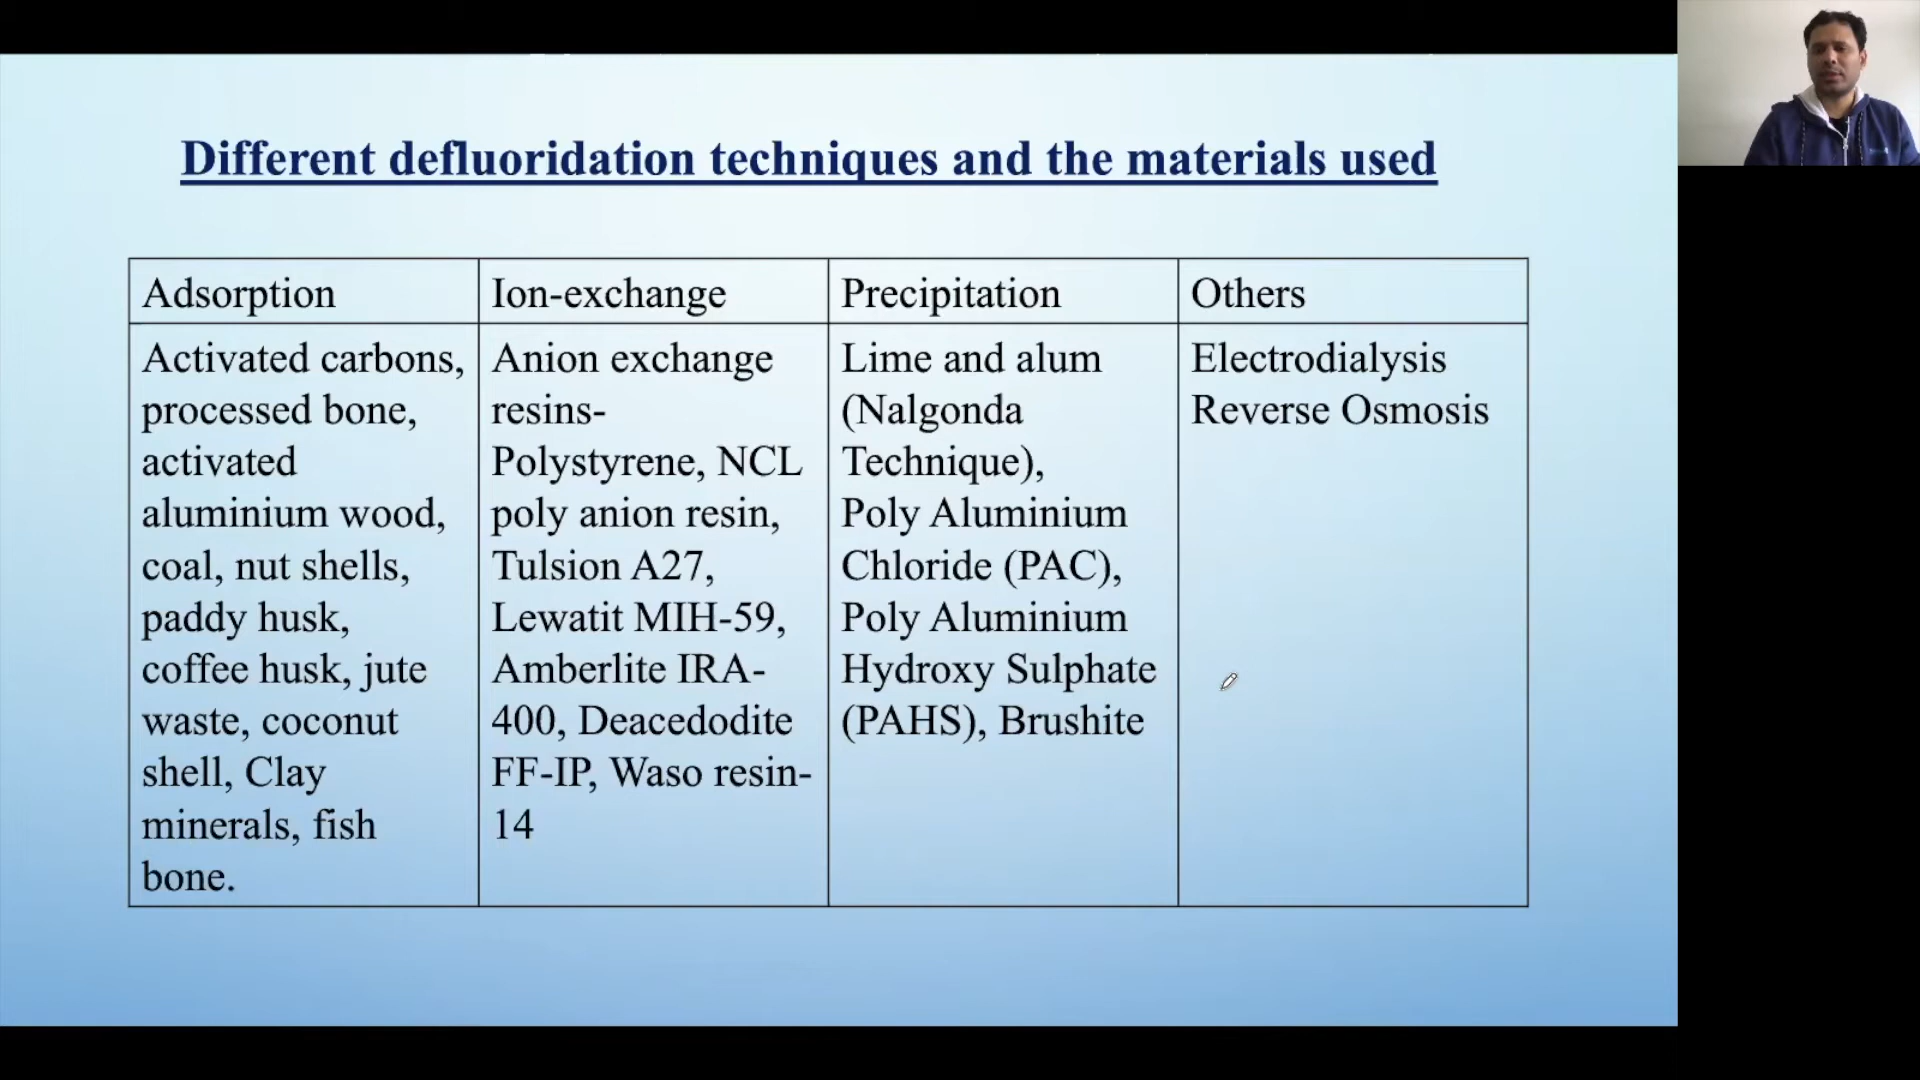 Different defluoridation techniques and the materials used
Adsorption
Ion-exchange
Precipitation
Others
Activated carbons,
processed bone,
activated
aluminium wood,
coal, nut shells,
paddy husk,
coffee husk, jute
waste, coconut
shell, Clay
minerals, fish
bone.
Anion exchange
resins-
Polystyrene, NCL
poly anion resin,
Tulsion A27,
Lewatit MIH-59,
Amberlite IRA-
400, Deacedodite
FF-IP, Waso resin-
14
Lime and alum
(Nalgonda
Technique),
Poly Aluminium
Chloride (PAC),
Poly Aluminium
Hydroxy Sulphate
(PAHS), Brushite
Electrodialysis
Reverse Osmosis